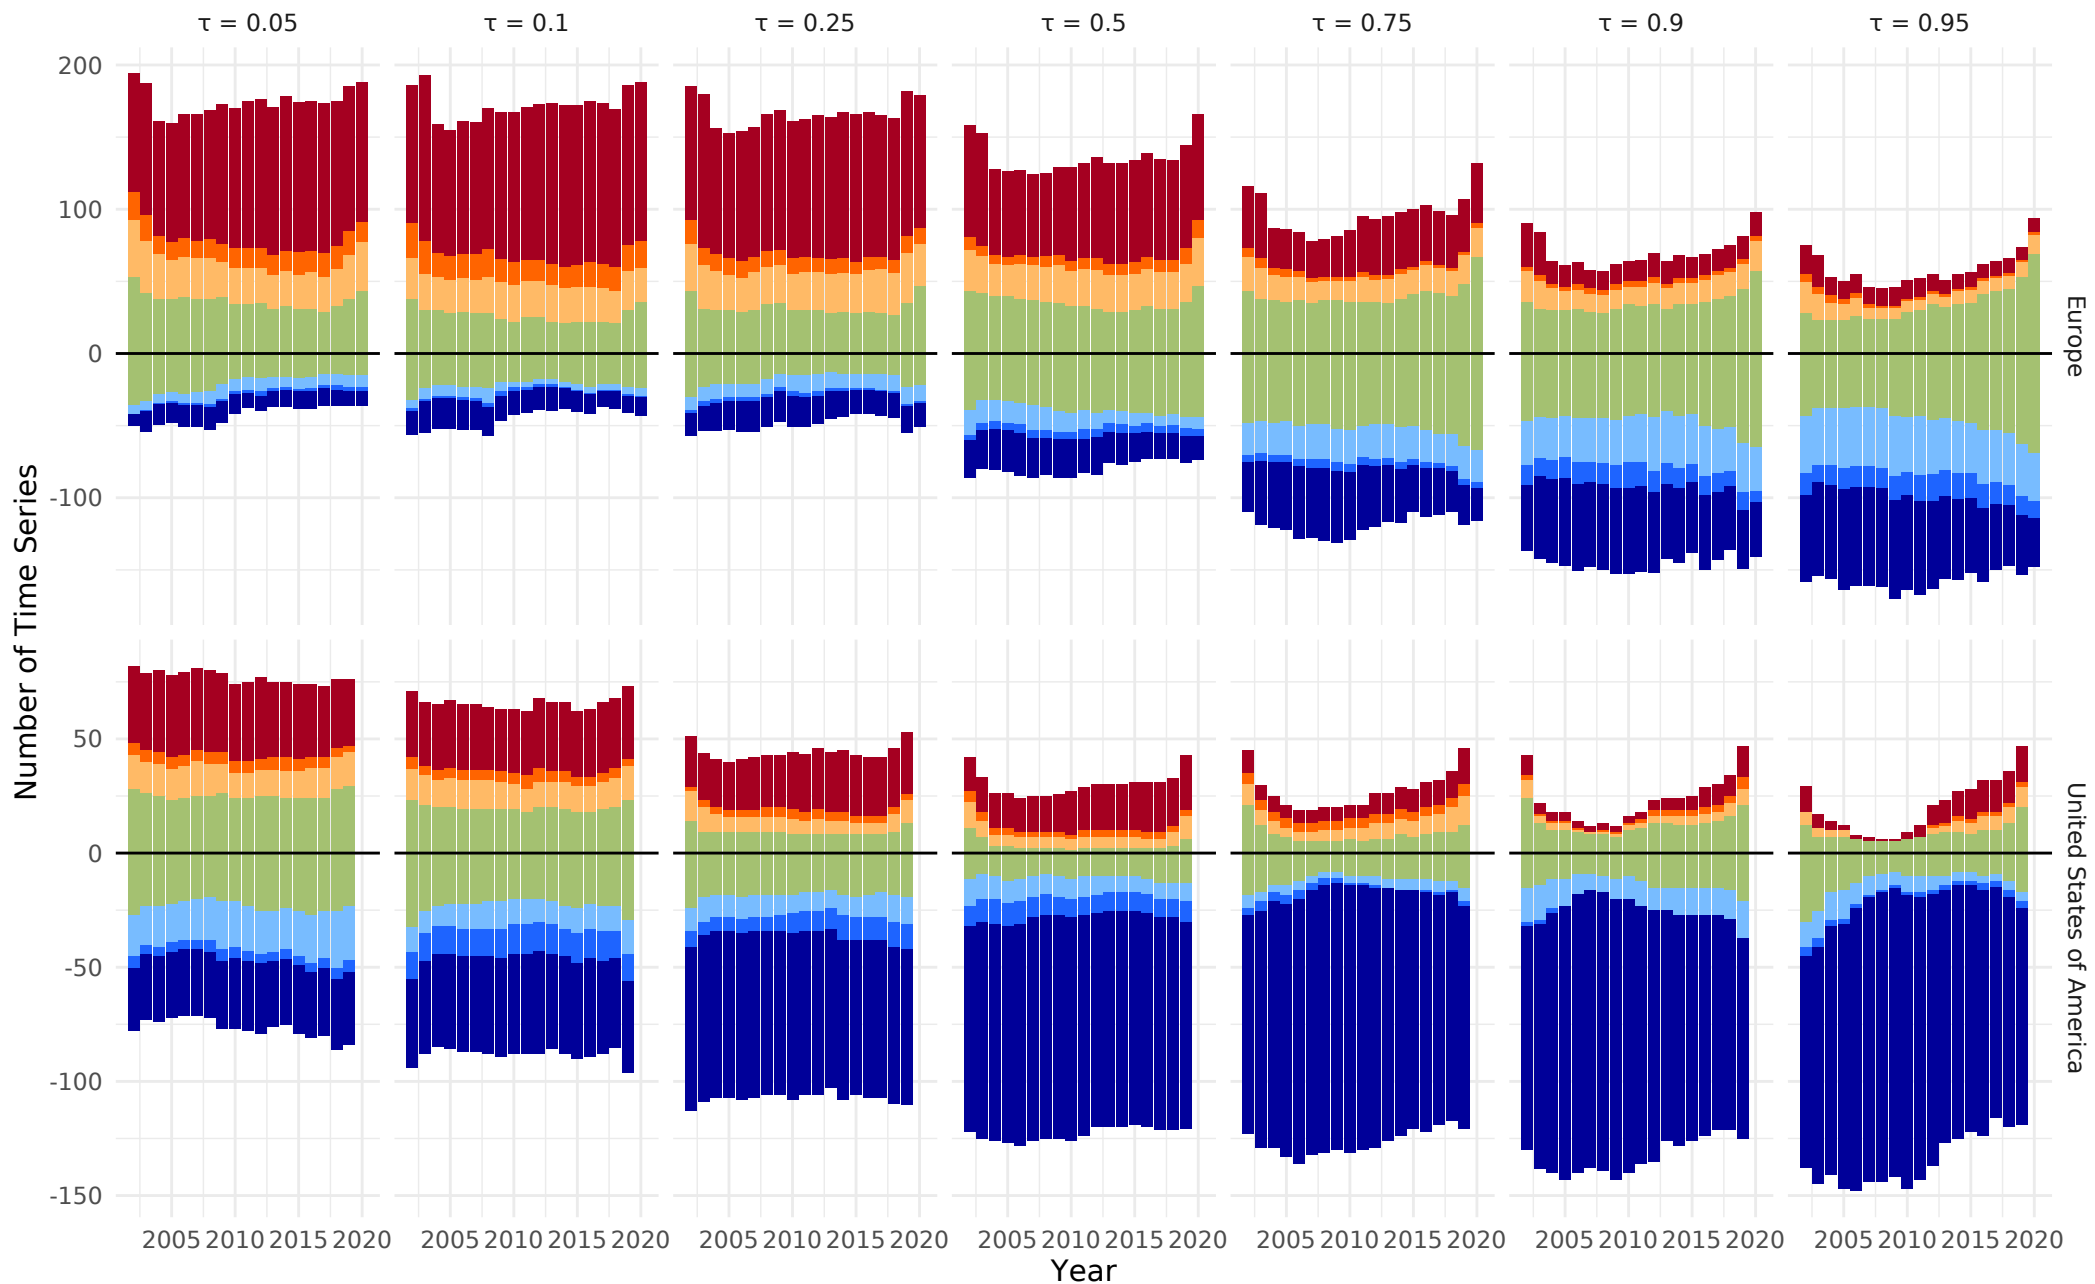 τ = 0.05 τ = 0.1 τ = 0.25 τ = 0.5 τ = 0.75 τ = 0.9 τ = 0.95
200
100
0
-100
Europe
50
0
-50
-100
-150
United States of America
Number of Time Series
2005 2010 2015 2020 2005 2010 2015 2020 2005 2010 2015 2020 2005 2010 2015 2020 2005 2010 2015 2020 2005 2010 2015 2020 2005 2010 2015 2020
Year